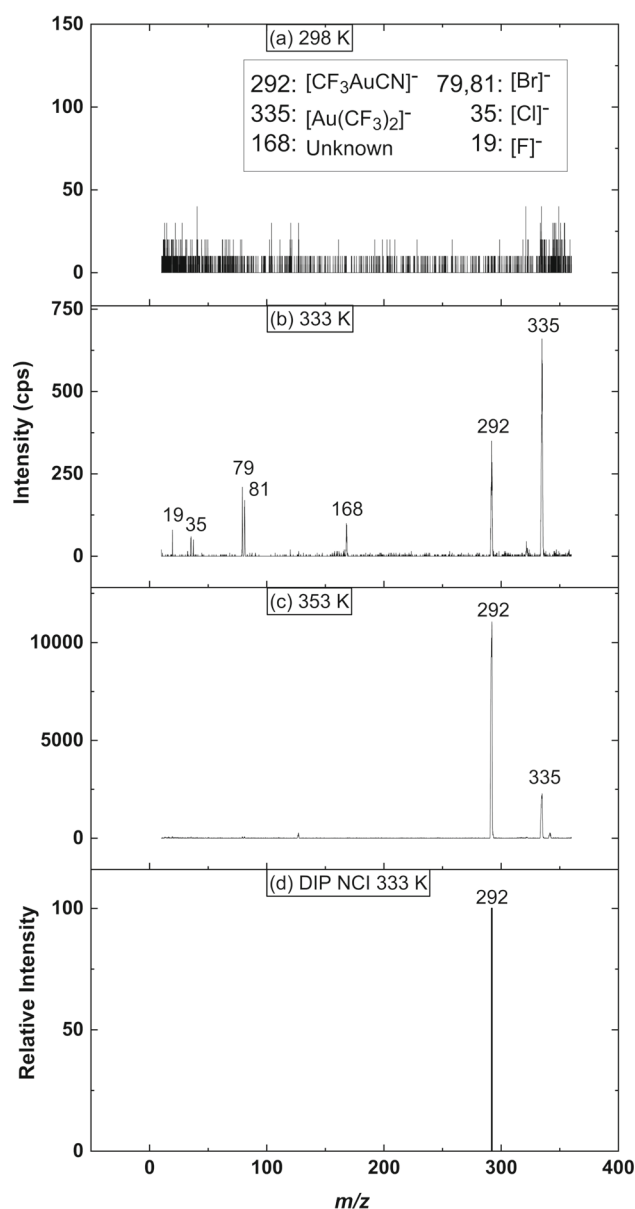 150
(a) 298 K
292: [CF₃AuCN]⁻ 79,81: [Br]⁻
335: [Au(CF₃)₂]⁻ 35: [Cl]⁻
168: Unknown 19: [F]⁻
100
50
0
750
(b) 333 K
335
500
292
250
79
81
168
19
35
0
Intensity (cps)
(c) 353 K
292
10000
5000
335
0
(d) DIP NCI 333 K
292
100
50
0
Relative Intensity
0 100 200 300 400
m/z